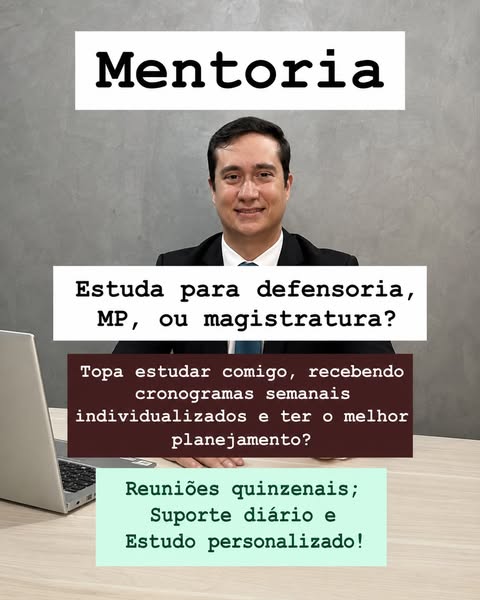 Mentoria
Estuda para defensoria,
MP, ou magistratura?
Topa estudar comigo, recebendo
cronogramas semanais
individualizados e ter o melhor
planejamento?
Reuniões quinzenais;
Suporte diário e
Estudo personalizado!